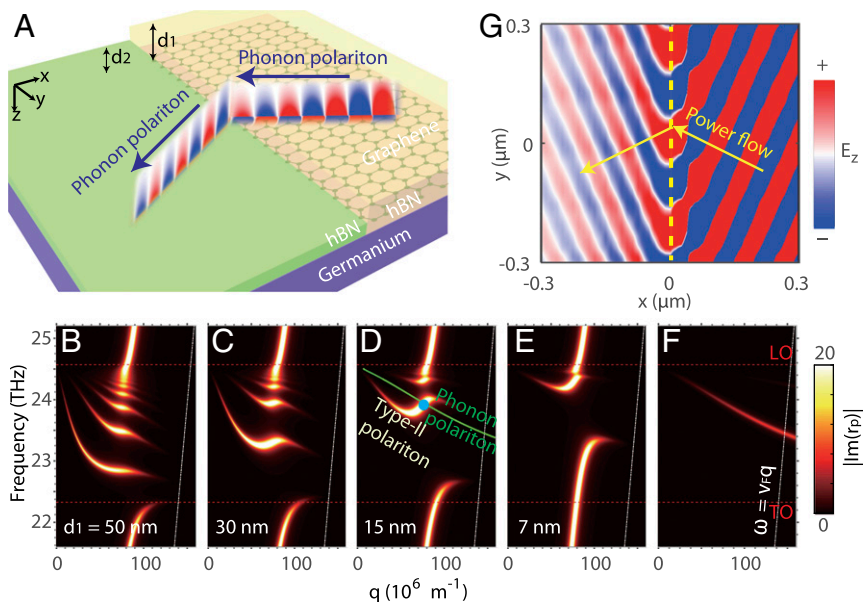 A
d2
d1
x
y
z
Phonon polariton
Phonon polariton
Graphene
hBN
hBN
Germanium
G
0.3
0
-0.3
y (μm)
Power flow
-0.3
0
0.3
x (μm)
+
Ez
−
B
C
D
E
F
25
24
23
22
Frequency (THz)
d1 = 50 nm
30 nm
15 nm
7 nm
Type-II
polariton
Phonon
polariton
LO
TO
ω = vFq
0
100
0
100
0
100
0
100
0
100
q (10⁶ m⁻¹)
20
0
|Im(rp)|